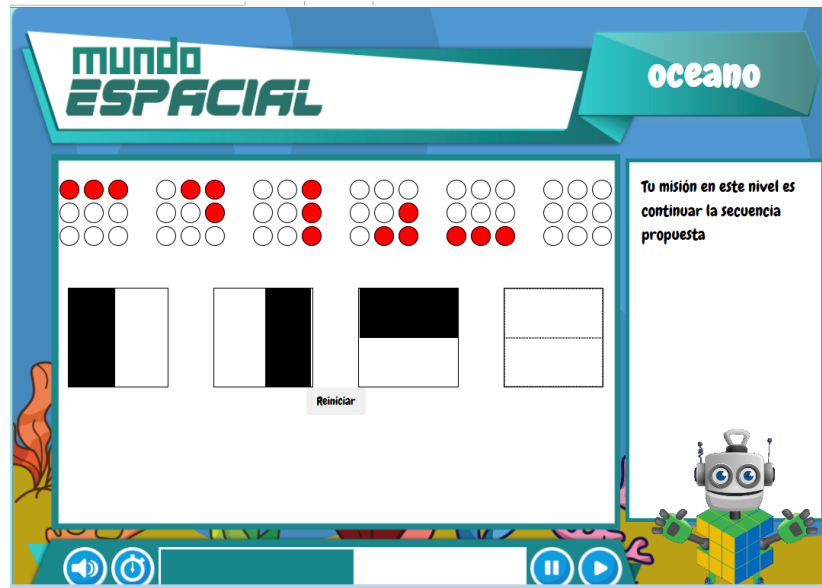 mundo
ESPACIAL
oceano
Tu misión en este nivel es
continuar la secuencia
propuesta
Reiniciar